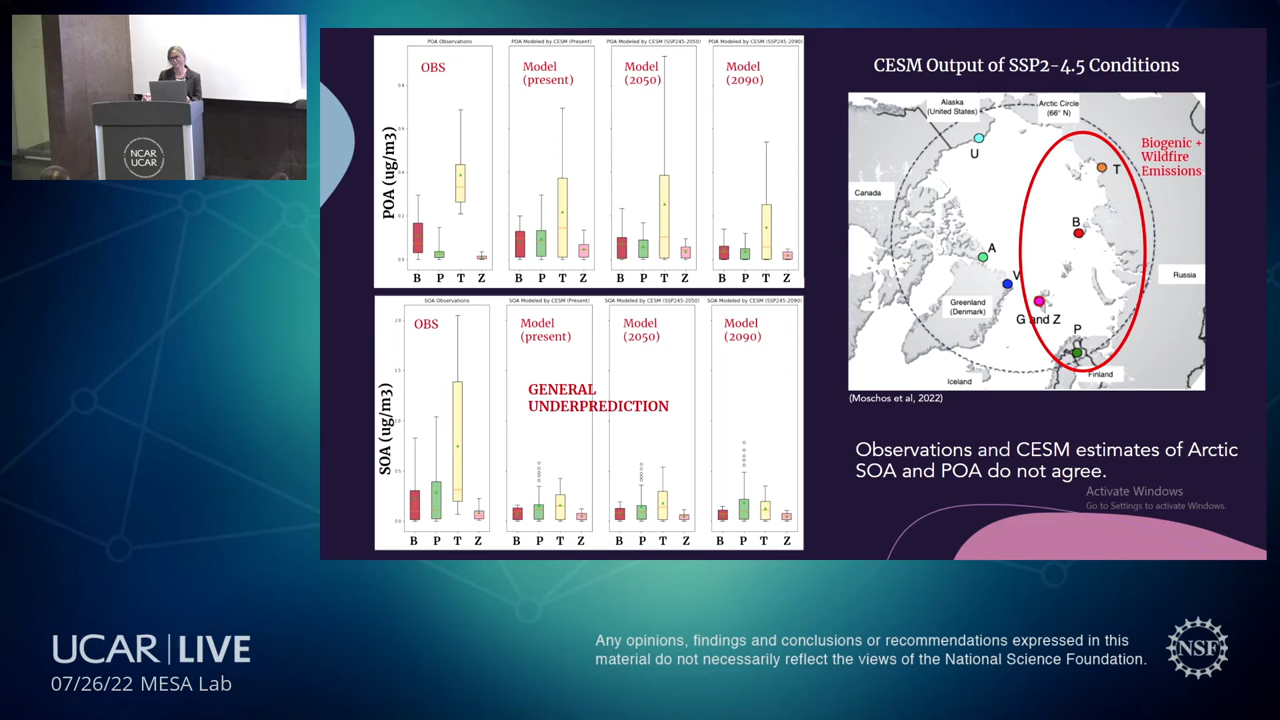 NCAR
UCAR
POA Observations
POA Modeled by CESM (Present)
POA Modeled by CESM (SSP245-2050)
POA Modeled by CESM (SSP245-2090)
OBS
Model
(present)
Model
(2050)
Model
(2090)
POA (ug/m3)
B P T Z
B P T Z
B P T Z
B P T Z
SOA Observations
SOA Modeled by CESM (Present)
SOA Modeled by CESM (SSP245-2050)
SOA Modeled by CESM (SSP245-2090)
OBS
Model
(present)
Model
(2050)
Model
(2090)
GENERAL
UNDERPREDICTION
SOA (ug/m3)
B P T Z
B P T Z
B P T Z
B P T Z
CESM Output of SSP2-4.5 Conditions
Alaska
(United States)
Arctic Circle
(66° N)
Biogenic +
Wildfire
Emissions
U
T
Canada
B
A
V
Russia
Greenland
(Denmark)
G and Z
P
Finland
Iceland
(Moschos et al, 2022)
Observations and CESM estimates of Arctic
SOA and POA do not agree.
Activate Windows
Go to Settings to activate Windows.
UCAR | LIVE
07/26/22 MESA Lab
Any opinions, findings and conclusions or recommendations expressed in this
material do not necessarily reflect the views of the National Science Foundation.
NSF